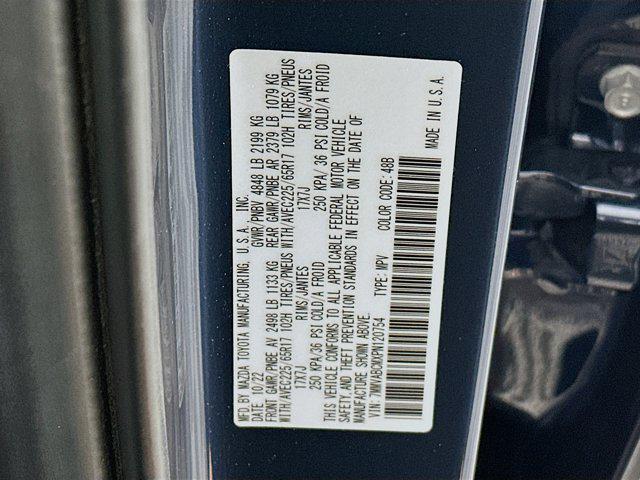 MFD. BY MAZDA TOYOTA MANUFACTURING, U.S.A. INC.
DATE 10/22 GVWR/PNBV 4848 LB 2199 KG
FRONT GAWR/PNBE AV 2498 LB 1133 KG REAR GAWR/PNBE AR 2379 LB 1079 KG
WITH/AVEC225/65R17 102H TIRES/PNEUS WITH/AVEC225/65R17 102H TIRES/PNEUS
17X7J RIMS/JANTES 17X7J RIMS/JANTES
250 KPA/36 PSI COLD/A FROID 250 KPA/ 36 PSI COLD/A FROID
THIS VEHICLE CONFORMS TO ALL APPLICABLE FEDERAL MOTOR VEHICLE
SAFETY, AND THEFT PREVENTION STANDARDS IN EFFECT ON THE DATE OF
MANUFACTURE SHOWN ABOVE.
VIN: TYPE: MPV COLOR CODE: 48B
MADE IN U.S.A.